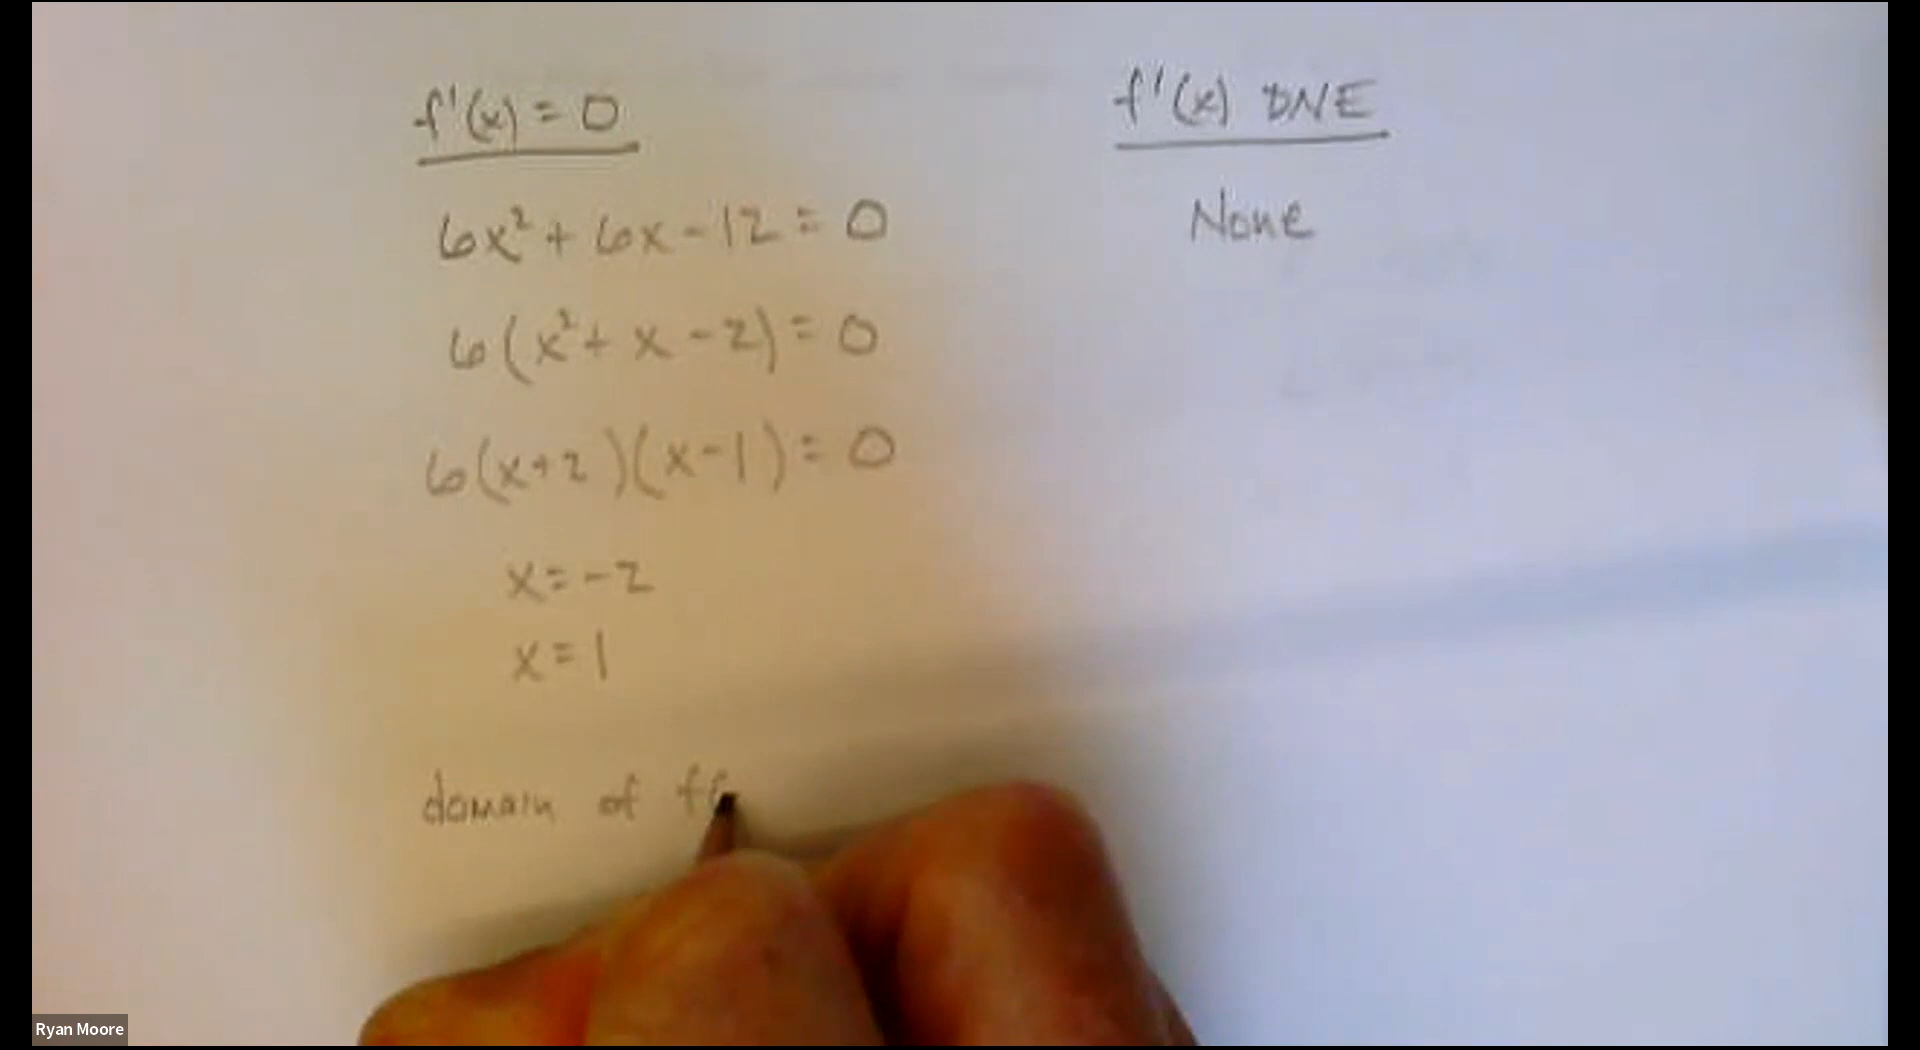 f'(x) = 0
6x² + 6x - 12 = 0
6(x² + x - 2) = 0
6(x+2)(x-1) = 0
x = -2
x = 1
domain of f(
f'(x) DNE
None
Ryan Moore